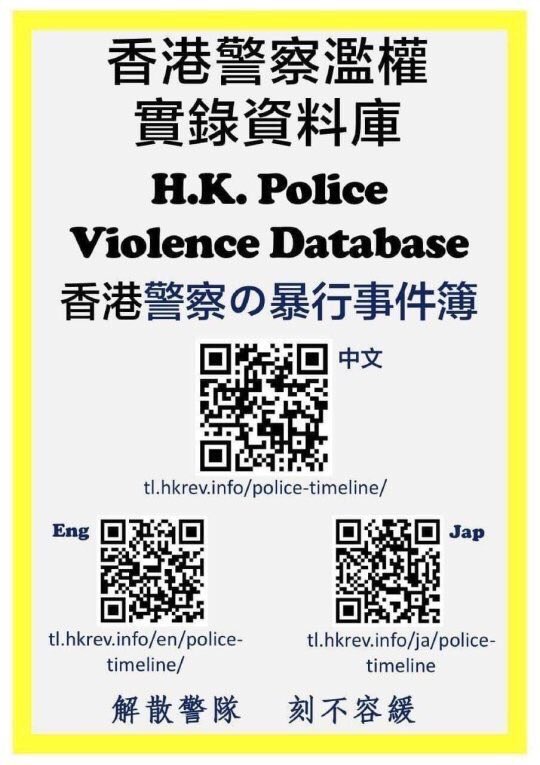 香港警察濫權
實錄資料庫
H.K. Police
Violence Database
香港警察の暴行事件簿
中文
tl.hkrev.info/police-timeline/
Eng
tl.hkrev.info/en/police-
timeline/
Jap
tl.hkrev.info/ja/police-
timeline
解散警隊 刻不容緩